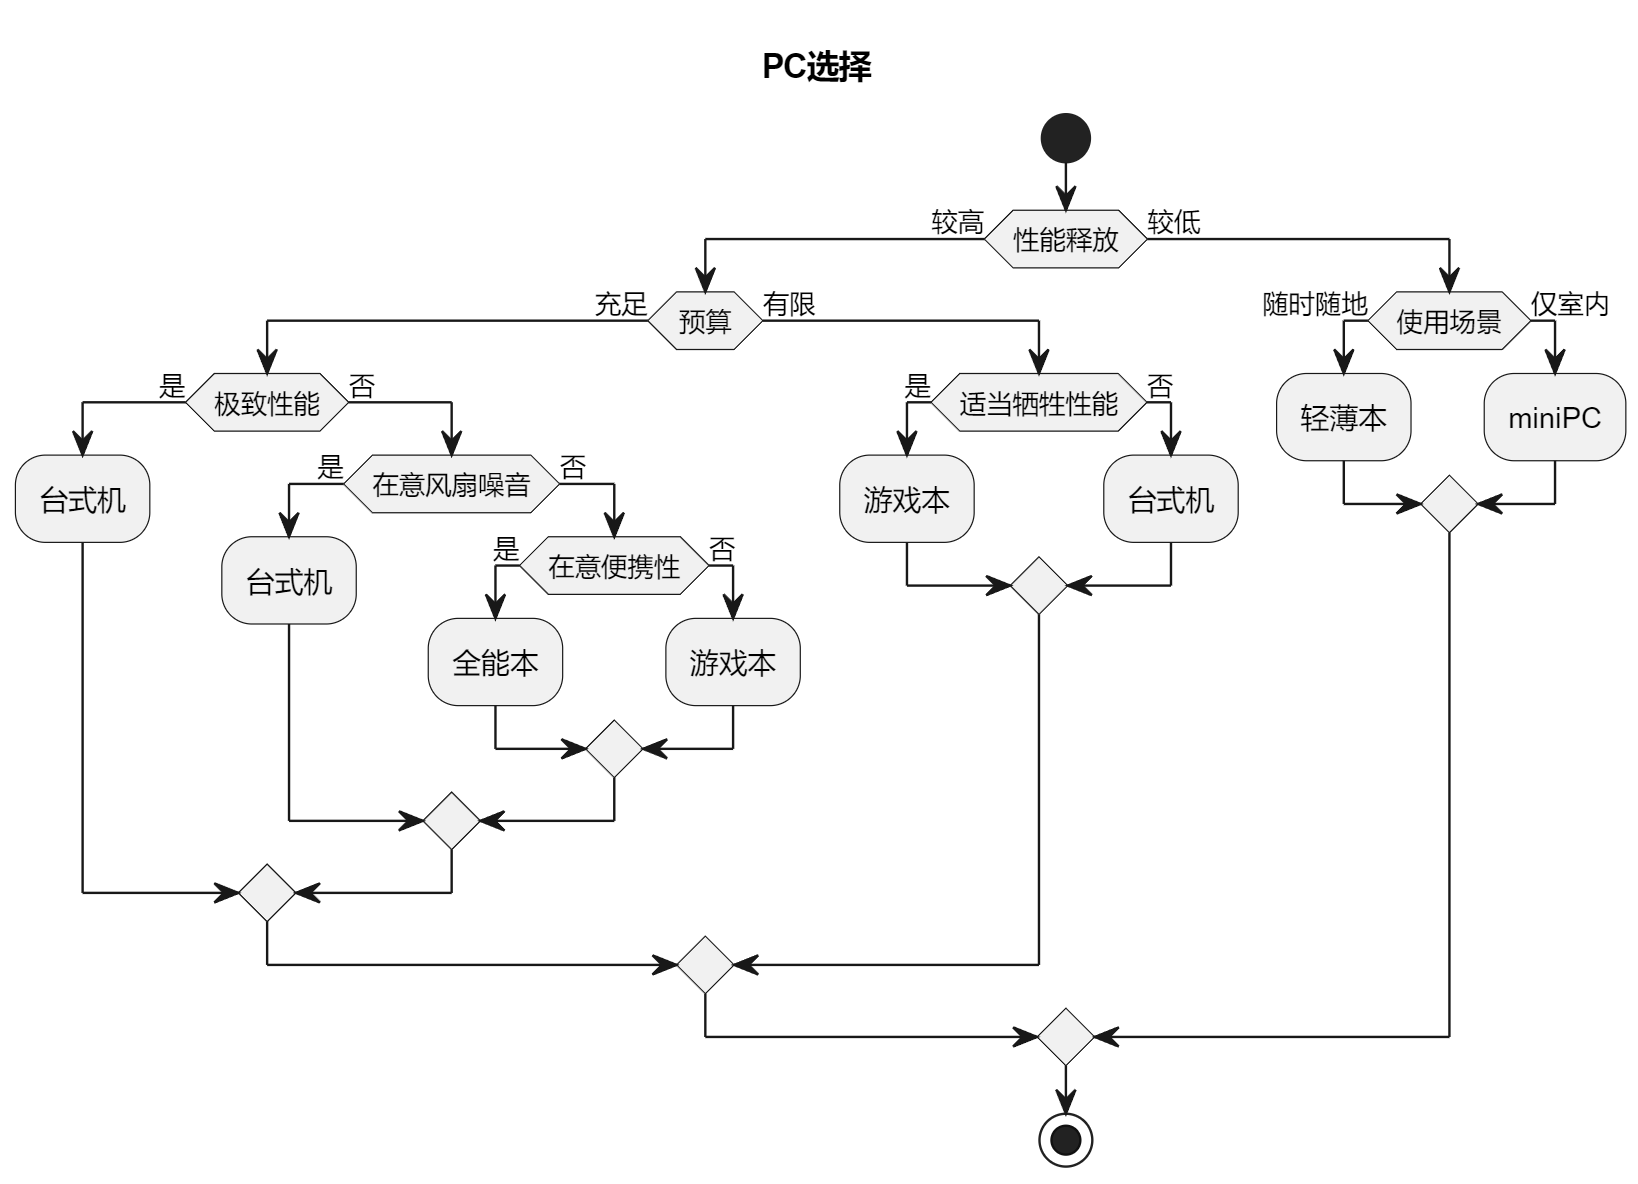 PC选择
较高
性能释放
较低
充足
预算
有限
随时随地
使用场景
仅室内
是
极致性能
否
是
适当牺牲性能
否
轻薄本
miniPC
台式机
是
在意风扇噪音
否
游戏本
台式机
台式机
是
在意便携性
否
全能本
游戏本